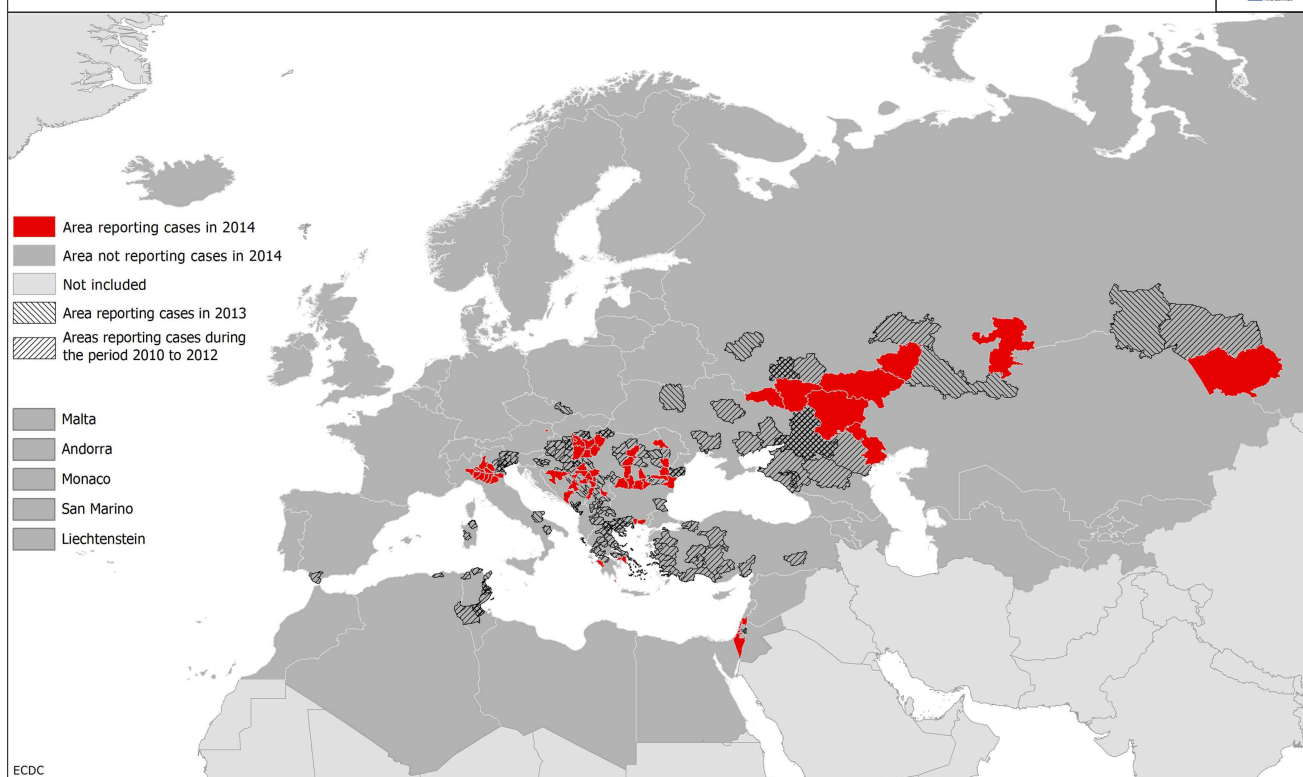 Area reporting cases in 2014
Area not reporting cases in 2014
Not included
Area reporting cases in 2013
Areas reporting cases during
the period 2010 to 2012
Malta
Andorra
Monaco
San Marino
Liechtenstein
ECDC